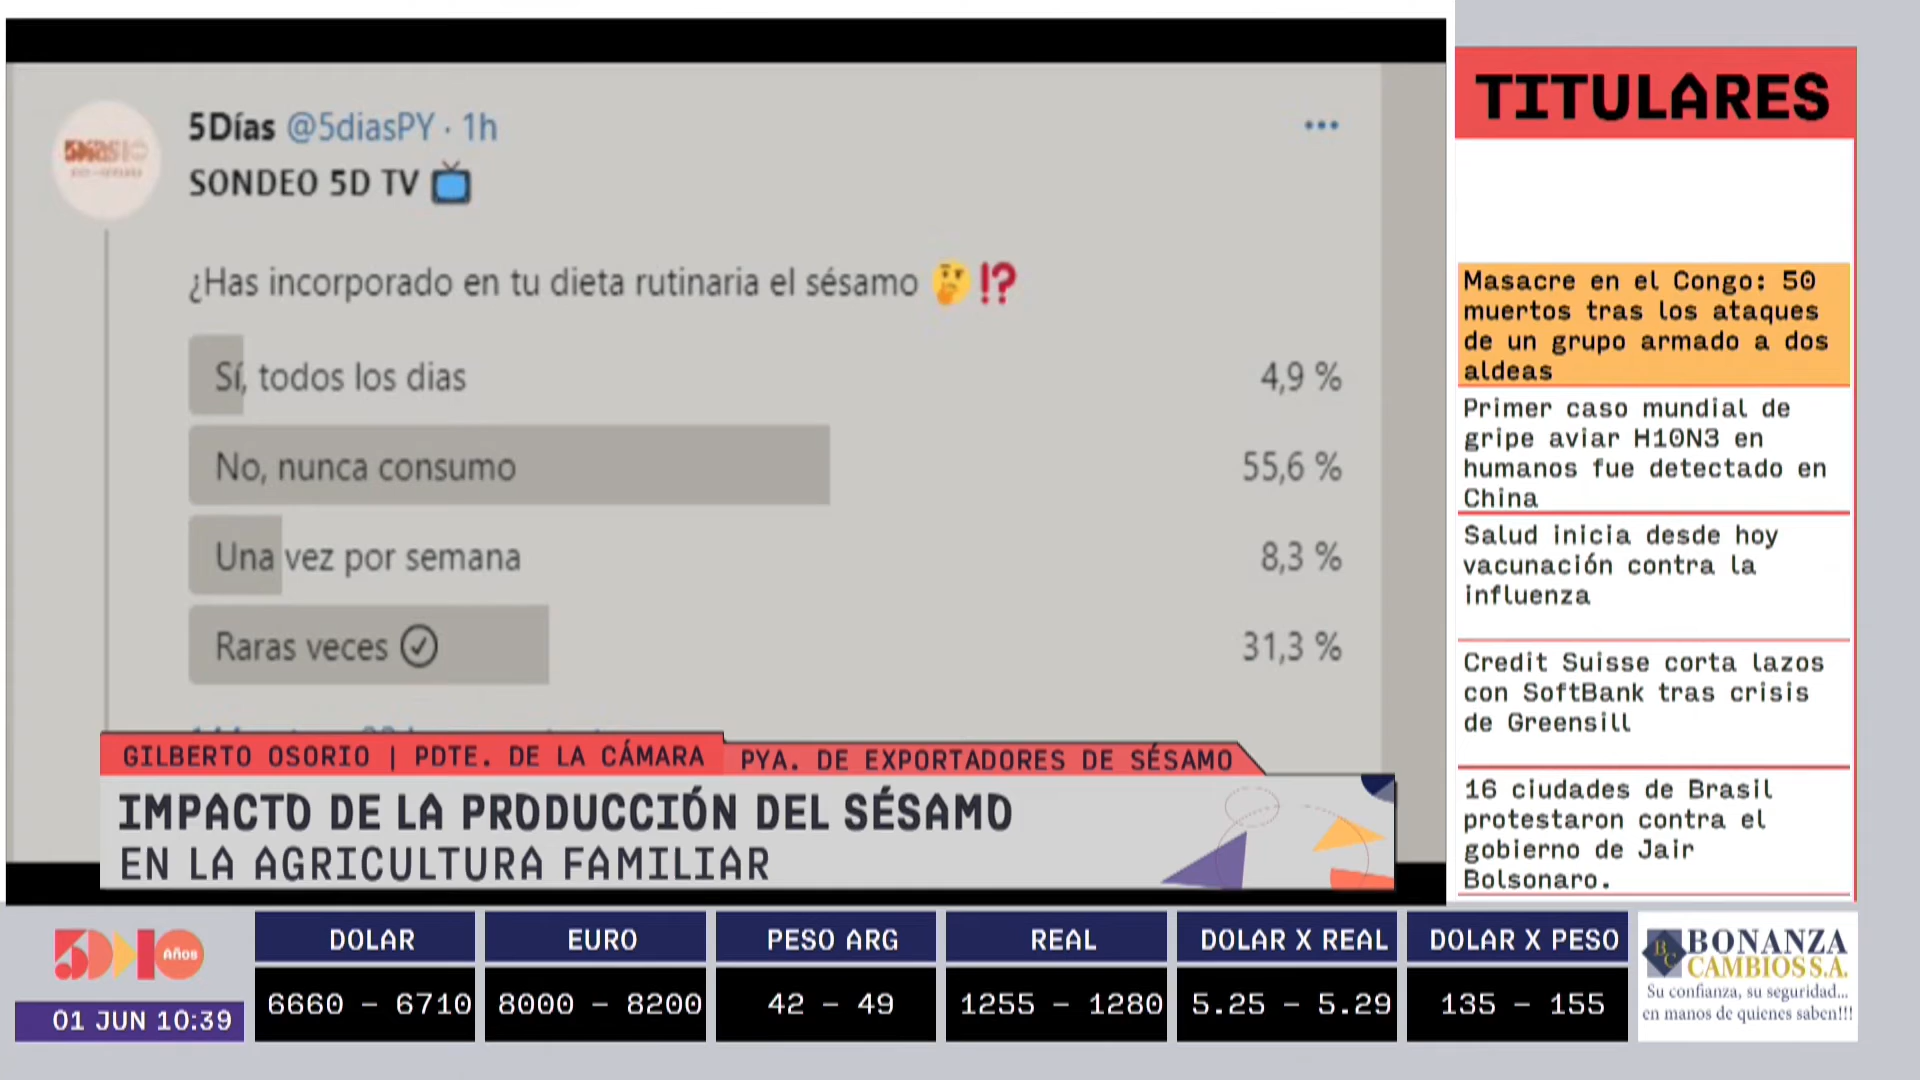 5Días @5diasPY · 1h
SONDEO 5D TV
¿Has incorporado en tu dieta rutinaria el sésamo 🤔⁉
Sí, todos los dias 4,9 %
No, nunca consumo 55,6 %
Una vez por semana 8,3 %
Raras veces 31,3 %
GILBERTO OSORIO | PDTE. DE LA CÁMARA PYA. DE EXPORTADORES DE SÉSAMO
IMPACTO DE LA PRODUCCIÓN DEL SÉSAMO
EN LA AGRICULTURA FAMILIAR
TITULARES
Masacre en el Congo: 50
muertos tras los ataques
de un grupo armado a dos
aldeas
Primer caso mundial de
gripe aviar H10N3 en
humanos fue detectado en
China
Salud inicia desde hoy
vacunación contra la
influenza
Credit Suisse corta lazos
con SoftBank tras crisis
de Greensill
16 ciudades de Brasil
protestaron contra el
gobierno de Jair
Bolsonaro.
5D 10 Años
01 JUN 10:39
DOLAR EURO PESO ARG REAL DOLAR X REAL DOLAR X PESO
6660 - 6710 8000 - 8200 42 - 49 1255 - 1280 5.25 - 5.29 135 - 155
BC BONANZA
CAMBIOS S.A.
Su confianza, su seguridad...
en manos de quienes saben!!!